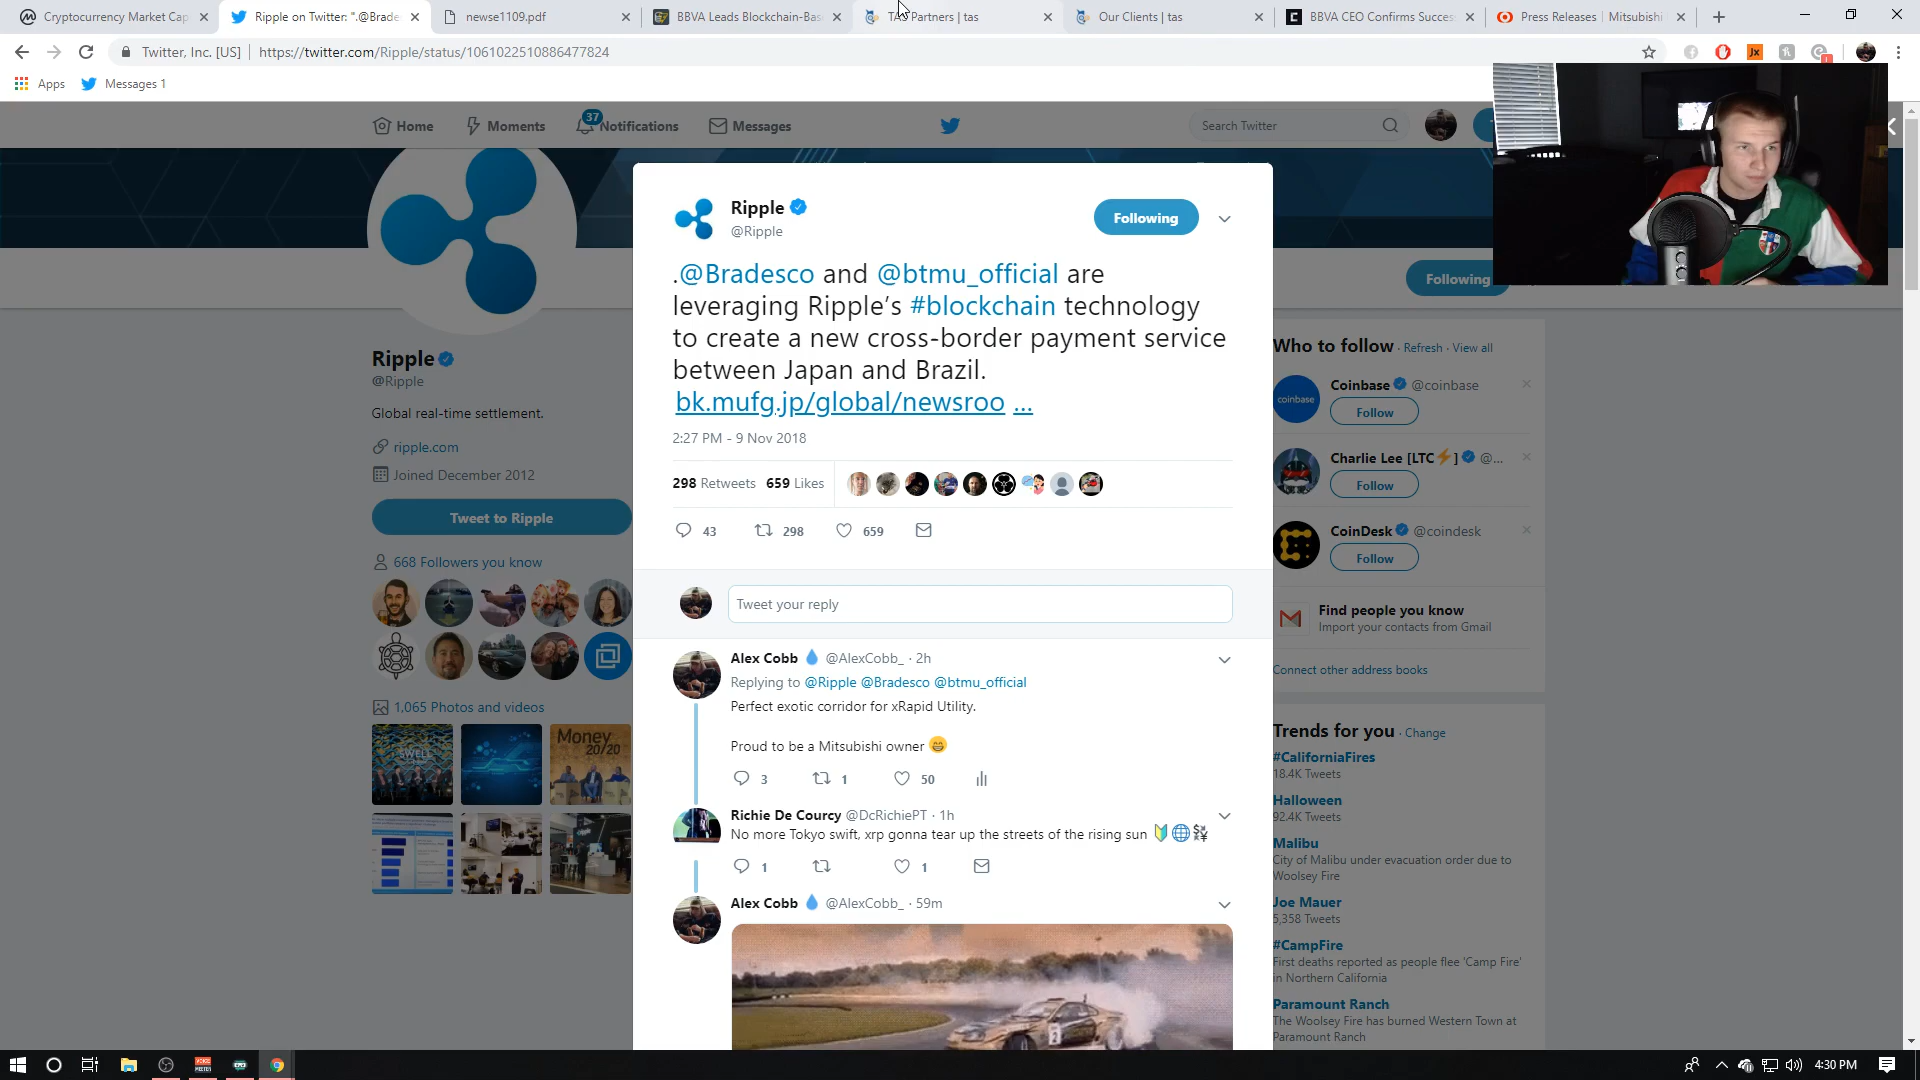 Cryptocurrency Market Cap
Ripple on Twitter: ".@Brade
newse1109.pdf
BBVA Leads Blockchain-Bas
Partners | tas
Our Clients | tas
BBVA CEO Confirms Succes
Press Releases | Mitsubishi
Twitter, Inc. [US]
https://twitter.com/Ripple/status/1061022510886477824
Apps
Messages 1
Home
Moments
37
Notifications
Messages
Search Twitter
Following
Ripple
@Ripple
Global real-time settlement.
ripple.com
Joined December 2012
Tweet to Ripple
668 Followers you know
1,065 Photos and videos
SWELL
Money
20/20
Ripple
@Ripple
Following
.@Bradesco and @btmu_official are
leveraging Ripple's #blockchain technology
to create a new cross-border payment service
between Japan and Brazil.
bk.mufg.jp/global/newsroo ...
2:27 PM - 9 Nov 2018
298 Retweets 659 Likes
43 298 659
Tweet your reply
Alex Cobb @AlexCobb_ · 2h
Replying to @Ripple @Bradesco @btmu_official
Perfect exotic corridor for xRapid Utility.
Proud to be a Mitsubishi owner 😁
3 1 50
Richie De Courcy @DcRichiePT · 1h
No more Tokyo swift, xrp gonna tear up the streets of the rising sun 🔰🌐💱
1 1
Alex Cobb @AlexCobb_ · 59m
Who to follow · Refresh · View all
coinbase
Coinbase @coinbase
Follow
Charlie Lee [LTC⚡] @...
Follow
CoinDesk @coindesk
Follow
Find people you know
Import your contacts from Gmail
Connect other address books
Trends for you · Change
#CaliforniaFires
18.4K Tweets
Halloween
92.4K Tweets
Malibu
City of Malibu under evacuation order due to
Woolsey Fire
Joe Mauer
5,358 Tweets
#CampFire
First deaths reported as people flee 'Camp Fire'
in Northern California
Paramount Ranch
The Woolsey Fire has burned Western Town at
Paramount Ranch
4:30 PM